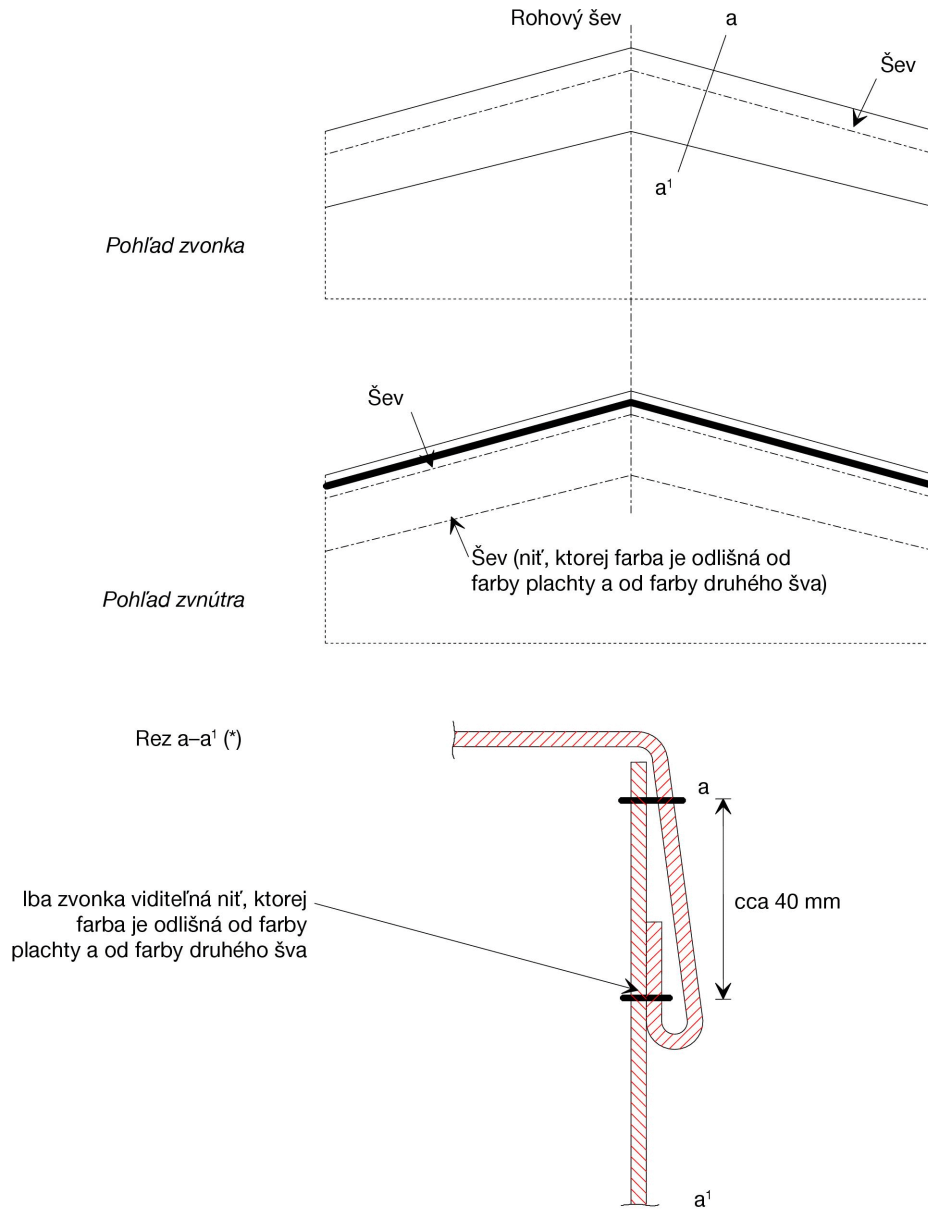 Rohový šev
a
Šev
a¹
Pohľad zvonka
Šev
Šev (niť, ktorej farba je odlišná od
farby plachty a od farby druhého šva)
Pohľad zvnútra
Rez a–a¹ (*)
a
cca 40 mm
Iba zvonka viditeľná niť, ktorej
farba je odlišná od farby
plachty a od farby druhého šva
a¹